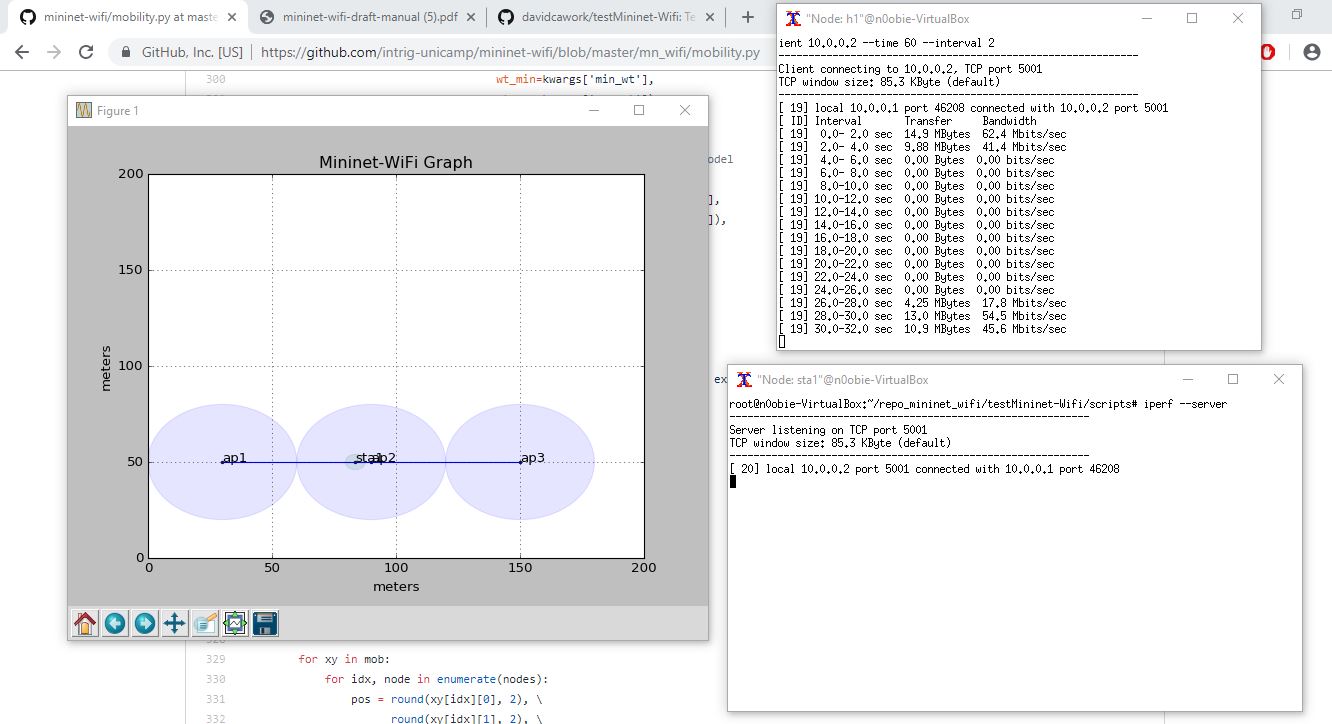 mininet-wifi/mobility.py at maste
mininet-wifi-draft-manual (5).pdf
davidcawork/testMininet-Wifi: Te
GitHub, Inc. [US]
https://github.com/intrig-unicamp/mininet-wifi/blob/master/mn_wifi/mobility.py
300 wt_min=kwargs['min_wt'],
Figure 1
Mininet-WiFi Graph
200
150
100
50
0
meters
ap1
sta1
ap2
ap3
0 50 100 150 200
meters
odel
],
]),
ex
329 for xy in mob:
330 for idx, node in enumerate(nodes):
331 pos = round(xy[idx][0], 2), \
332 round(xy[idx][1], 2), \
"Node: h1"@n0obie-VirtualBox
ient 10.0.0.2 --time 60 --interval 2
------------------------------------------------------------
Client connecting to 10.0.0.2, TCP port 5001
TCP window size: 85.3 KByte (default)
------------------------------------------------------------
[ 19] local 10.0.0.1 port 46208 connected with 10.0.0.2 port 5001
[ ID] Interval Transfer Bandwidth
[ 19] 0.0- 2.0 sec 14.9 MBytes 62.4 Mbits/sec
[ 19] 2.0- 4.0 sec 9.88 MBytes 41.4 Mbits/sec
[ 19] 4.0- 6.0 sec 0.00 Bytes 0.00 bits/sec
[ 19] 6.0- 8.0 sec 0.00 Bytes 0.00 bits/sec
[ 19] 8.0-10.0 sec 0.00 Bytes 0.00 bits/sec
[ 19] 10.0-12.0 sec 0.00 Bytes 0.00 bits/sec
[ 19] 12.0-14.0 sec 0.00 Bytes 0.00 bits/sec
[ 19] 14.0-16.0 sec 0.00 Bytes 0.00 bits/sec
[ 19] 16.0-18.0 sec 0.00 Bytes 0.00 bits/sec
[ 19] 18.0-20.0 sec 0.00 Bytes 0.00 bits/sec
[ 19] 20.0-22.0 sec 0.00 Bytes 0.00 bits/sec
[ 19] 22.0-24.0 sec 0.00 Bytes 0.00 bits/sec
[ 19] 24.0-26.0 sec 0.00 Bytes 0.00 bits/sec
[ 19] 26.0-28.0 sec 4.25 MBytes 17.8 Mbits/sec
[ 19] 28.0-30.0 sec 13.0 MBytes 54.5 Mbits/sec
[ 19] 30.0-32.0 sec 10.9 MBytes 45.6 Mbits/sec
"Node: sta1"@n0obie-VirtualBox
root@n0obie-VirtualBox:~/repo_mininet_wifi/testMininet-Wifi/scripts# iperf --server
------------------------------------------------------------
Server listening on TCP port 5001
TCP window size: 85.3 KByte (default)
------------------------------------------------------------
[ 20] local 10.0.0.2 port 5001 connected with 10.0.0.1 port 46208